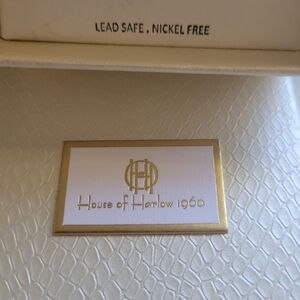 LEAD SAFE, NICKEL FREE
House of Harlow 1960